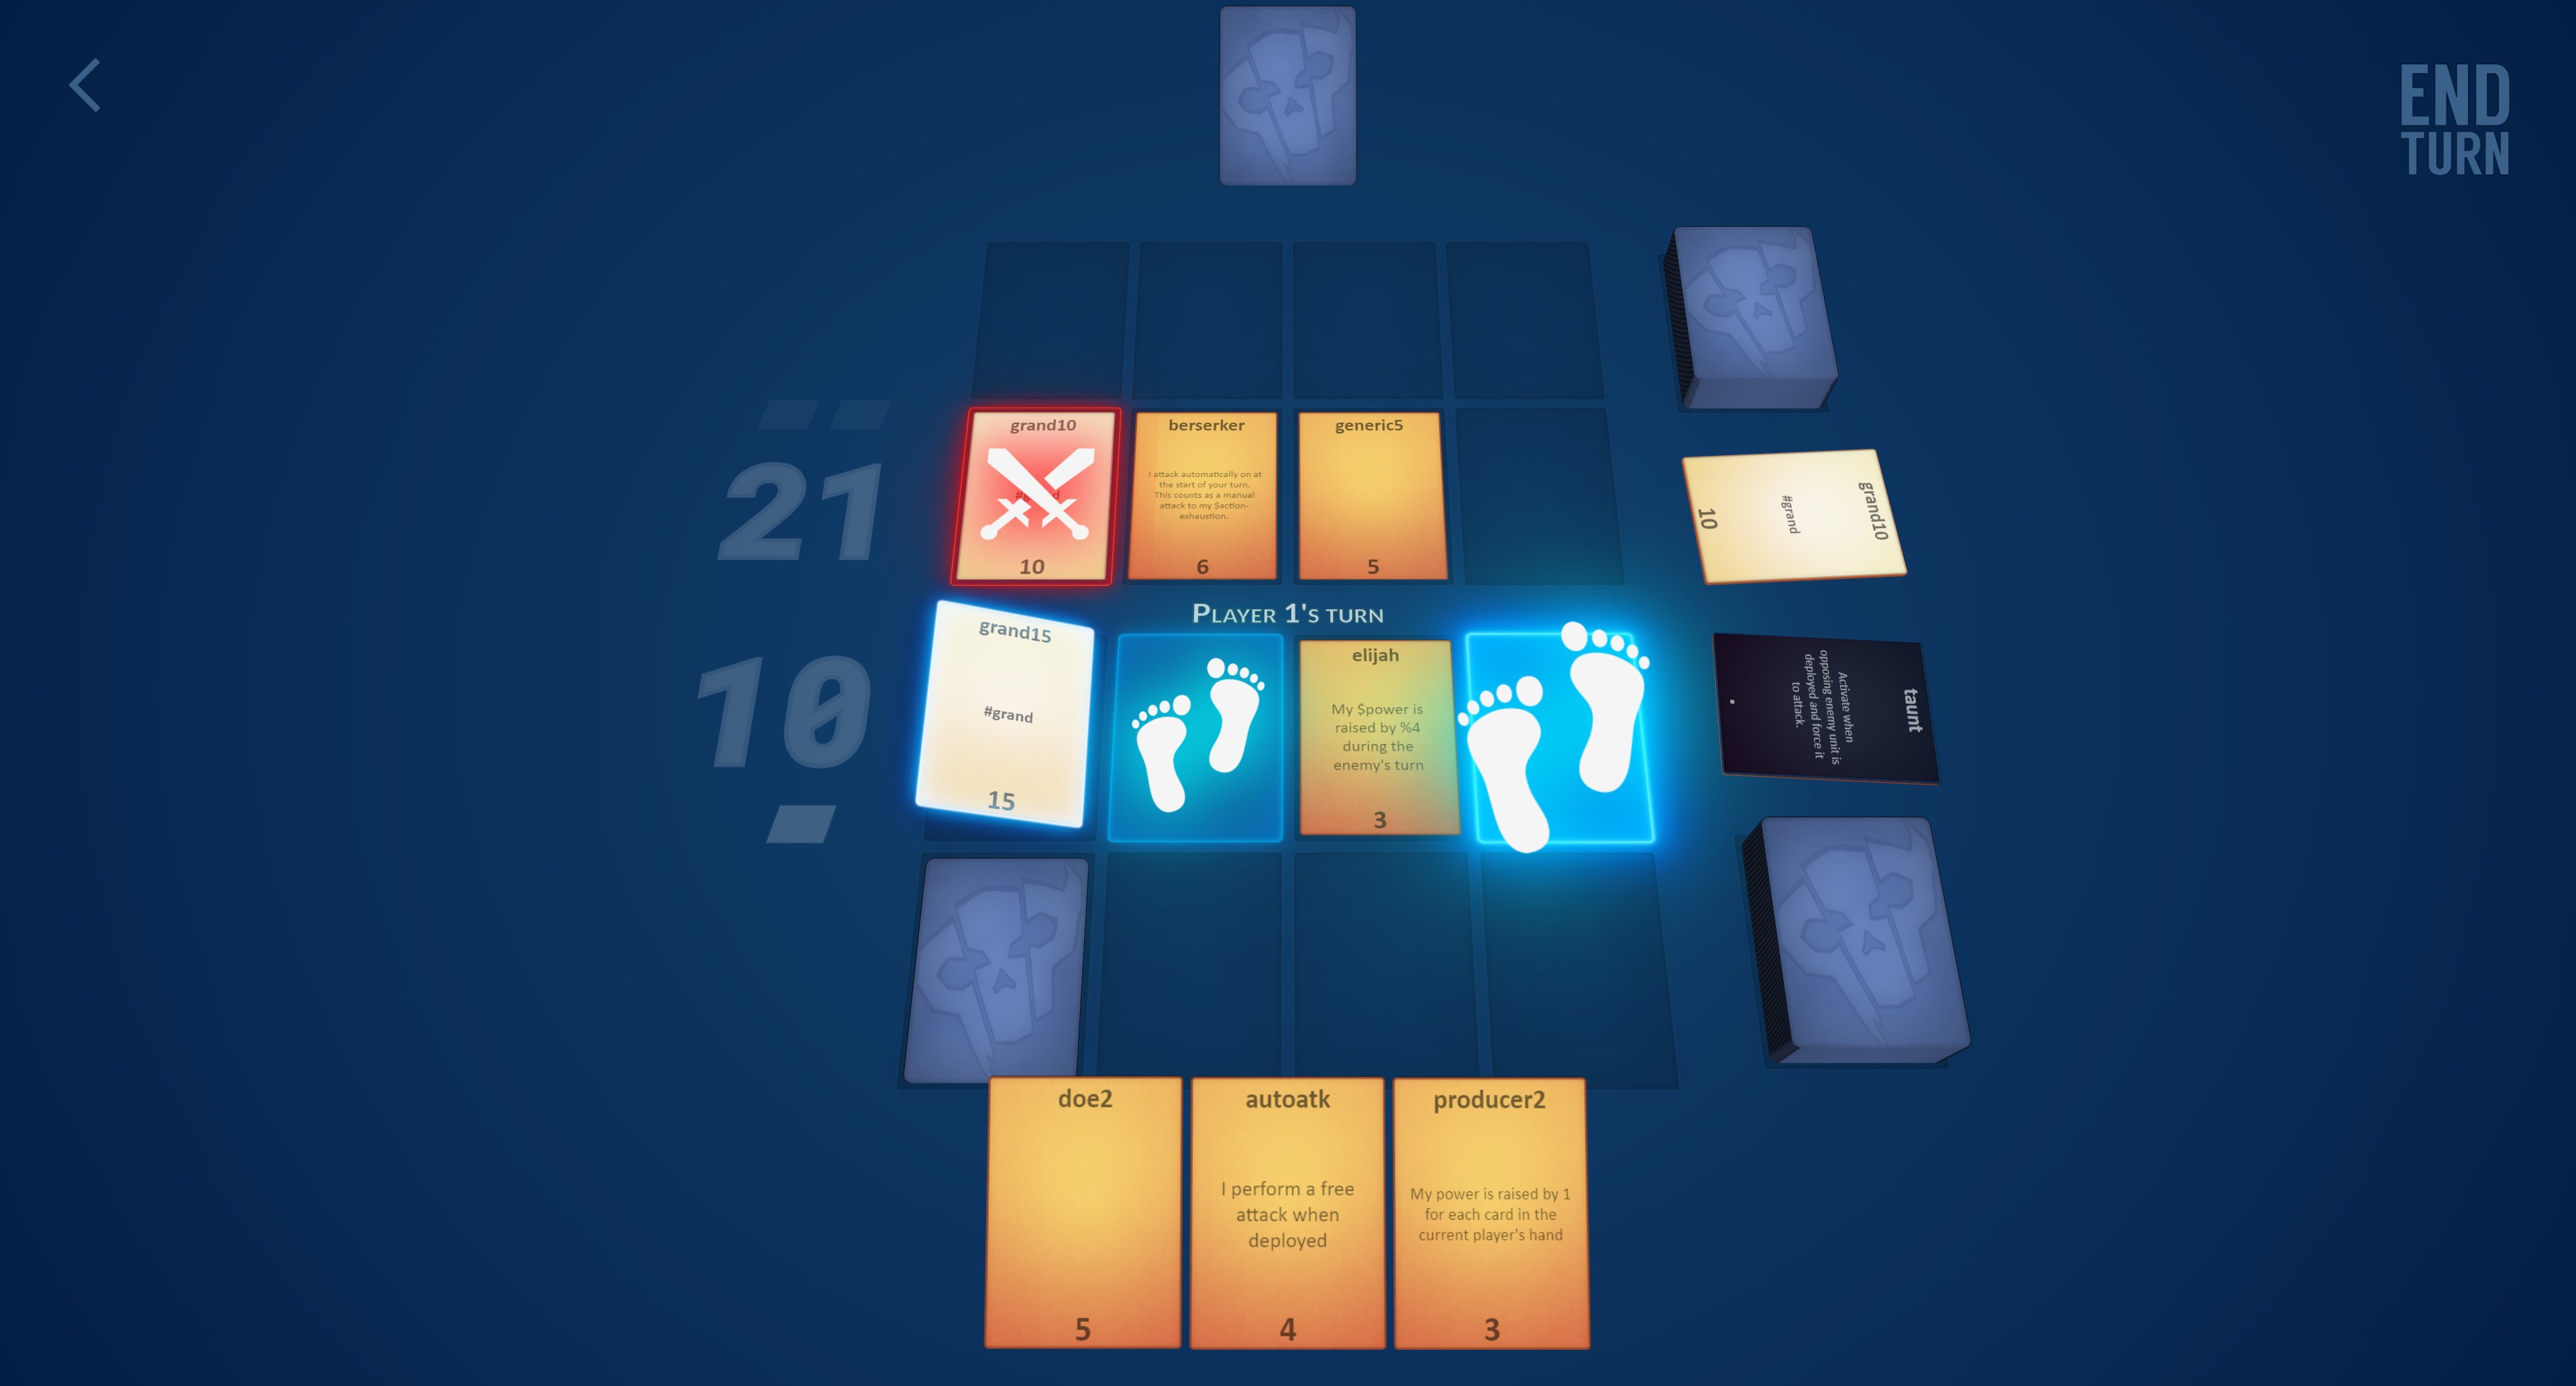 END
TURN
grand10
#grand
10
berserker
I attack automatically on at
the start of your turn.
This counts as a manual
attack to my $action-
exhaustion.
6
generic5
5
grand10
#grand
10
21
PLAYER 1'S TURN
grand15
#grand
15
elijah
My $power is
raised by %4
during the
enemy's turn
3
10
taunt
Activate when
opposing enemy unit is
deployed and force it
to attack.
doe2
5
autoatk
I perform a free
attack when
deployed
4
producer2
My power is raised by 1
for each card in the
current player's hand
3